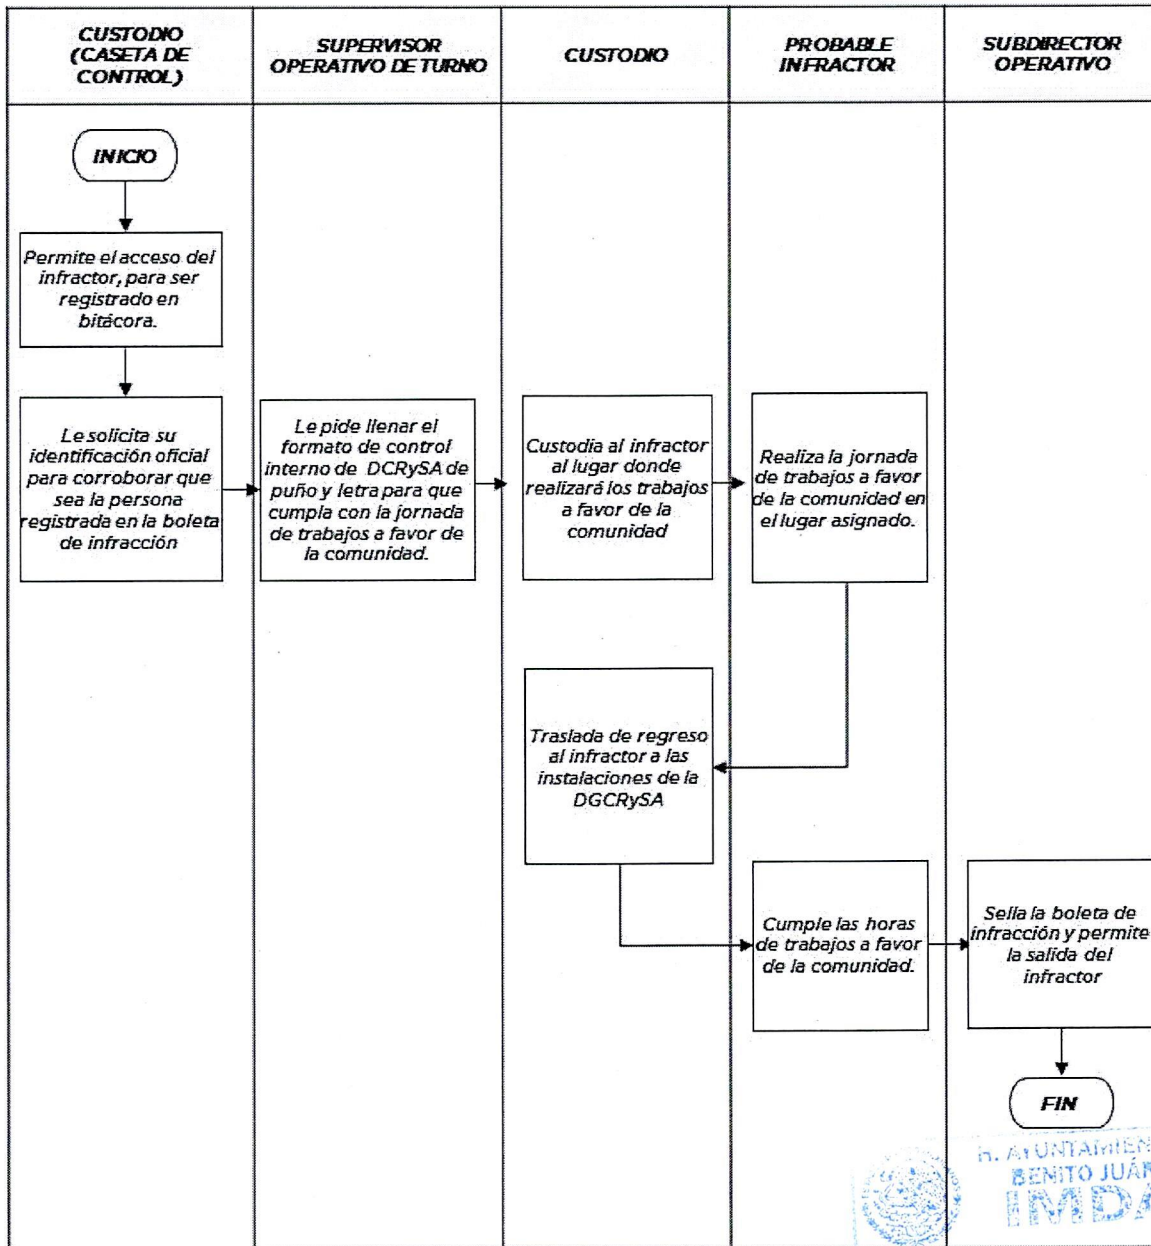 CUSTODIO
(CASETA DE
CONTROL)
SUPERVISOR
OPERATIVO DE TURNO
CUSTODIO
PROBABLE
INFRACTOR
SUBDIRECTOR
OPERATIVO
INICIO
Permite el acceso del
infractor, para ser
registrado en
bitácora.
Le solicita su
identificación oficial
para corroborar que
sea la persona
registrada en la boleta
de infracción
Le pide llenar el
formato de control
interno de DCRySA de
puño y letra para que
cumpla con la jornada
de trabajos a favor de
la comunidad.
Custodia al infractor
al lugar donde
realizará los trabajos
a favor de la
comunidad
Realiza la jornada
de trabajos a favor
de la comunidad en
el lugar asignado.
Traslada de regreso
al infractor a las
instalaciones de la
DGCRySA
Cumple las horas
de trabajos a favor
de la comunidad.
Sella la boleta de
infracción y permite
la salida del
infractor
FIN
H. AYUNTAMIEN
BENITO JUÁR
IMDA